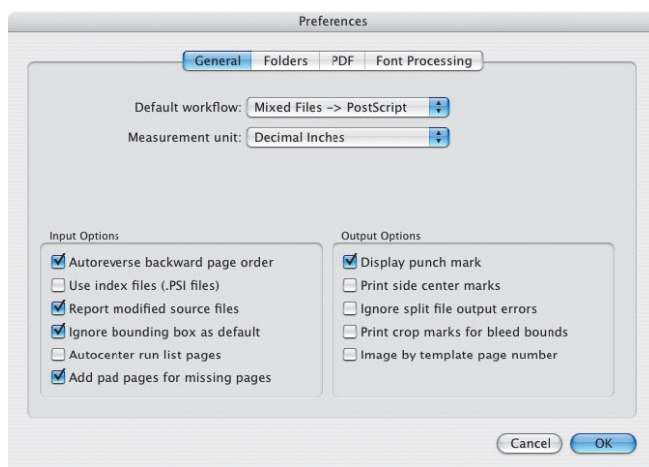 Preferences
General Folders PDF Font Processing
Default workflow: Mixed Files -> PostScript
Measurement unit: Decimal Inches
Input Options
Autoreverse backward page order
Use index files (.PSI files)
Report modified source files
Ignore bounding box as default
Autocenter run list pages
Add pad pages for missing pages
Output Options
Display punch mark
Print side center marks
Ignore split file output errors
Print crop marks for bleed bounds
Image by template page number
Cancel OK